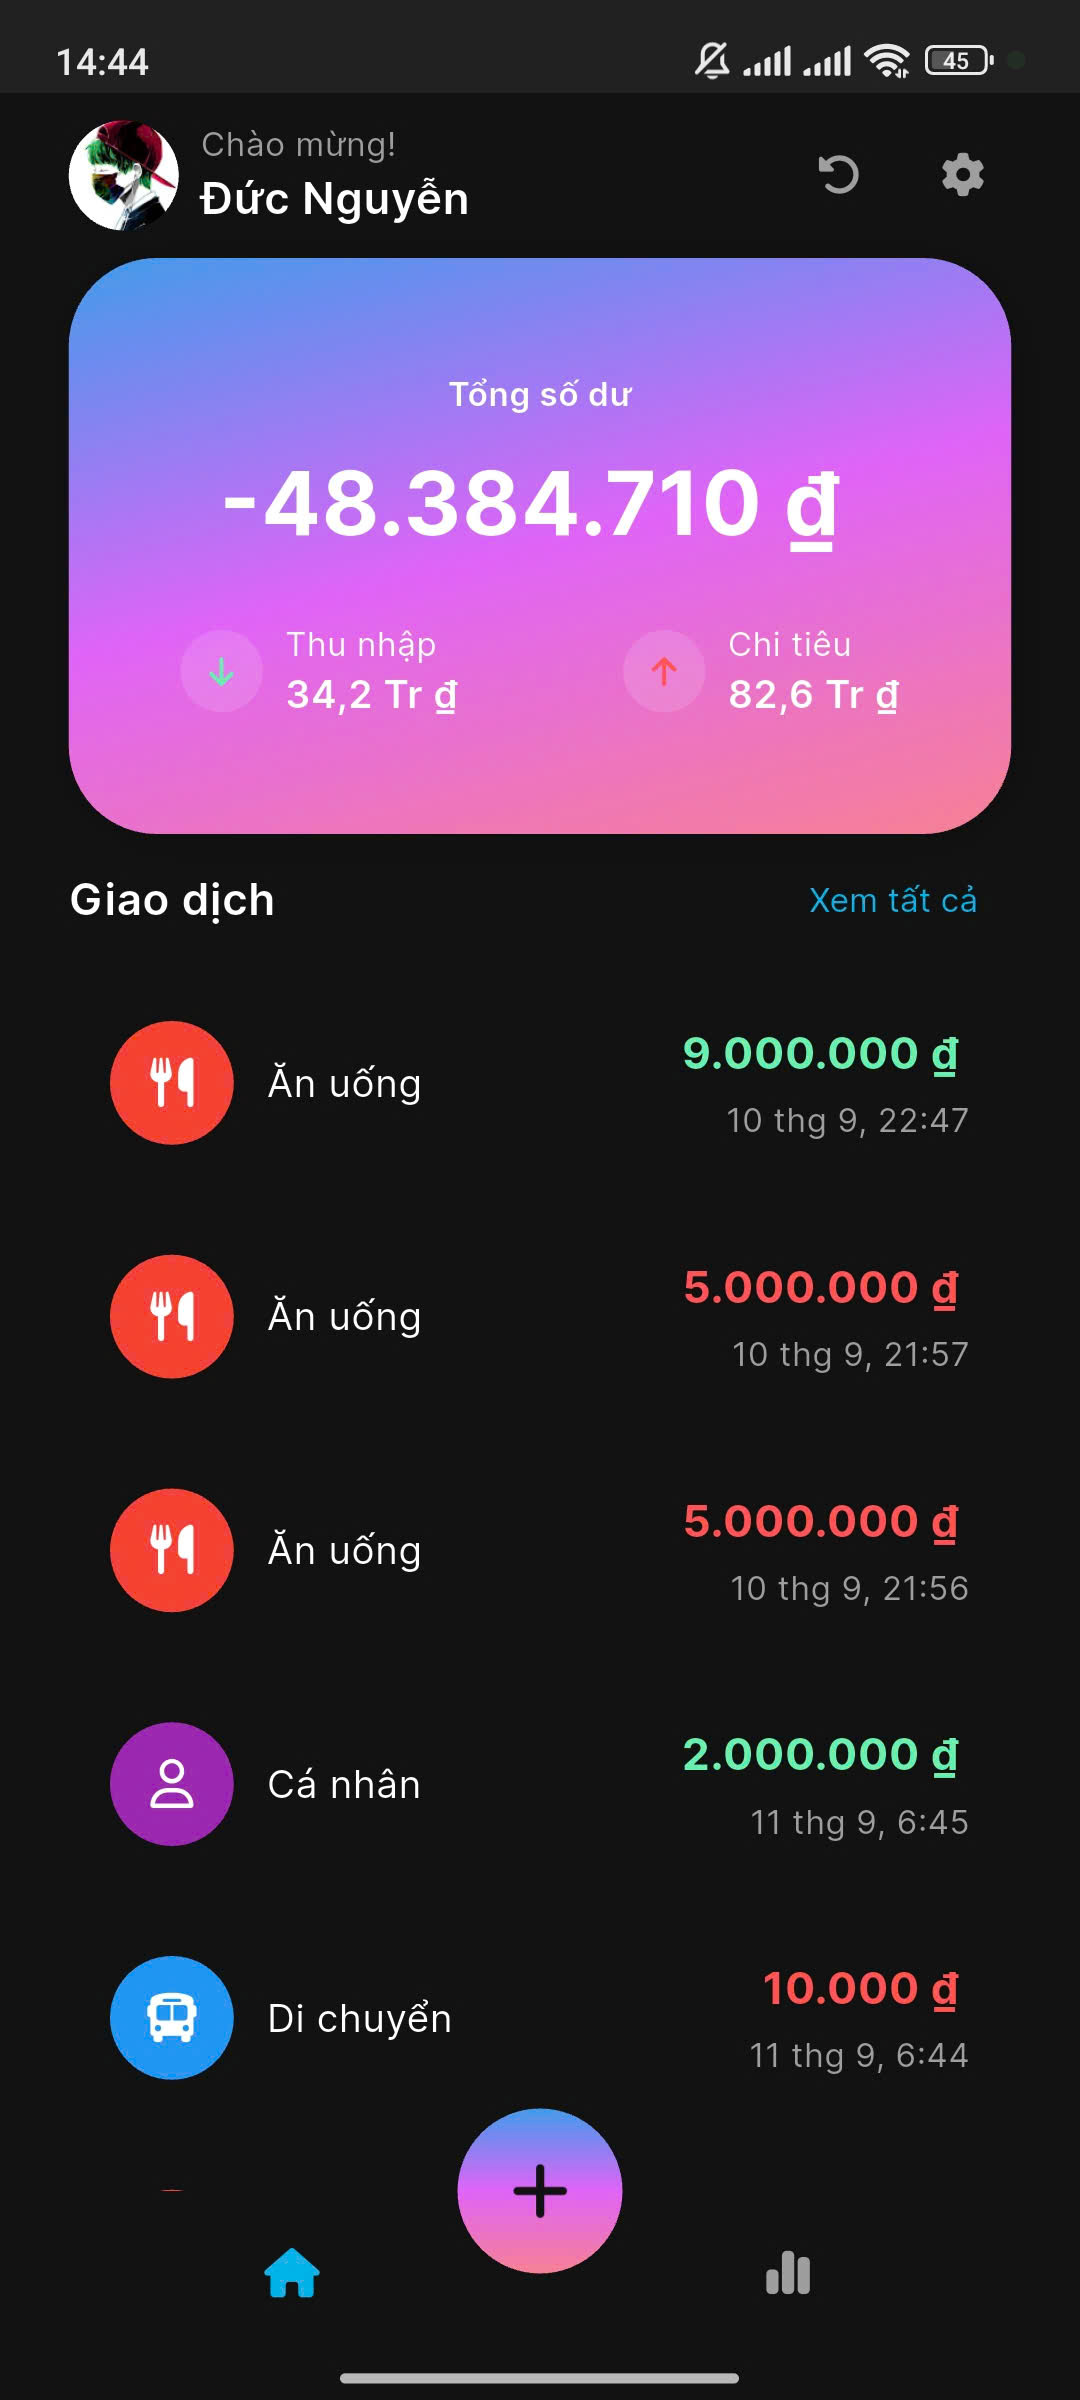 14:44
45
Chào mừng!
Đức Nguyễn
Tổng số dư
-48.384.710 ₫
Thu nhập
34,2 Tr ₫
Chi tiêu
82,6 Tr ₫
Giao dịch
Xem tất cả
Ăn uống
9.000.000 ₫
10 thg 9, 22:47
Ăn uống
5.000.000 ₫
10 thg 9, 21:57
Ăn uống
5.000.000 ₫
10 thg 9, 21:56
Cá nhân
2.000.000 ₫
11 thg 9, 6:45
Di chuyển
10.000 ₫
11 thg 9, 6:44